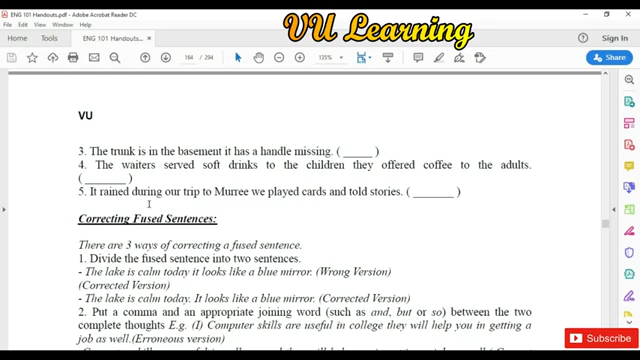 ENG 101 Handouts.pdf - Adobe Acrobat Reader DC
VU Learning
File Edit View Window Help
Home Tools ENG 101 Handouts.... × Sign In
164 / 294 135% Share
VU
3. The trunk is in the basement it has a handle missing. ( _____ )
4. The waiters served soft drinks to the children they offered coffee to the adults.
( _______ )
5. It rained during our trip to Murree we played cards and told stories. ( _______ )
Correcting Fused Sentences:
There are 3 ways of correcting a fused sentence.
1. Divide the fused sentence into two sentences.
- The lake is calm today it looks like a blue mirror. (Wrong Version)
(Corrected Version)
- The lake is calm today. It looks like a blue mirror. (Corrected Version)
2. Put a comma and an appropriate joining word (such as and, but or so) between the two
complete thoughts E.g. (I) Computer skills are useful in college they will help you in getting a
job as well. (Erroneous version)
Subscribe